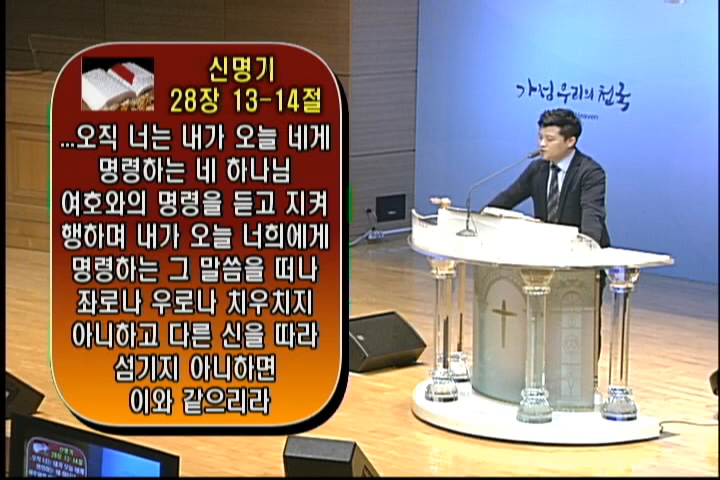 신명기
28장 13-14절
...오직 너는 내가 오늘 네게
명령하는 네 하나님
여호와의 명령을 듣고 지켜
행하며 내가 오늘 너희에게
명령하는 그 말씀을 떠나
좌로나 우로나 치우치지
아니하고 다른 신을 따라
섬기지 아니하면
이와 같으리라
가정 우리의 천국
Heaven